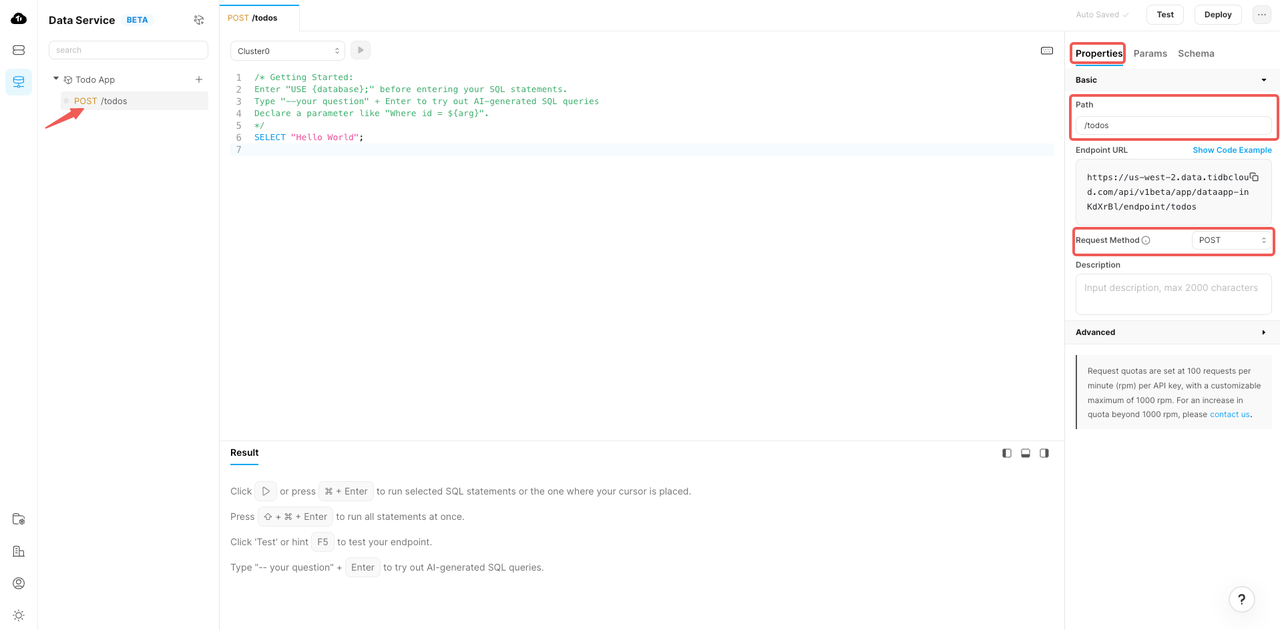 Data Service BETA
search
Todo App
POST /todos
POST /todos
Auto Saved
Test
Deploy
Cluster0
1 /* Getting Started:
2 Enter "USE {database};" before entering your SQL statements.
3 Type "--your question" + Enter to try out AI-generated SQL queries
4 Declare a parameter like "Where id = ${arg}".
5 */
6 SELECT "Hello World";
7
Result
Click or press ⌘ + Enter to run selected SQL statements or the one where your cursor is placed.
Press ⇧ + ⌘ + Enter to run all statements at once.
Click 'Test' or hint F5 to test your endpoint.
Type "-- your question" + Enter to try out AI-generated SQL queries.
Properties Params Schema
Basic
Path
/todos
Endpoint URL Show Code Example
https://us-west-2.data.tidbclou
d.com/api/v1beta/app/dataapp-in
KdXrBl/endpoint/todos
Request Method POST
Description
Input description, max 2000 characters
Advanced
Request quotas are set at 100 requests per
minute (rpm) per API key, with a customizable
maximum of 1000 rpm. For an increase in
quota beyond 1000 rpm, please contact us.
?